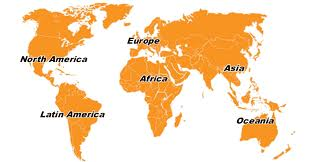 Europe
North America
Asia
Africa
Latin America
Oceania